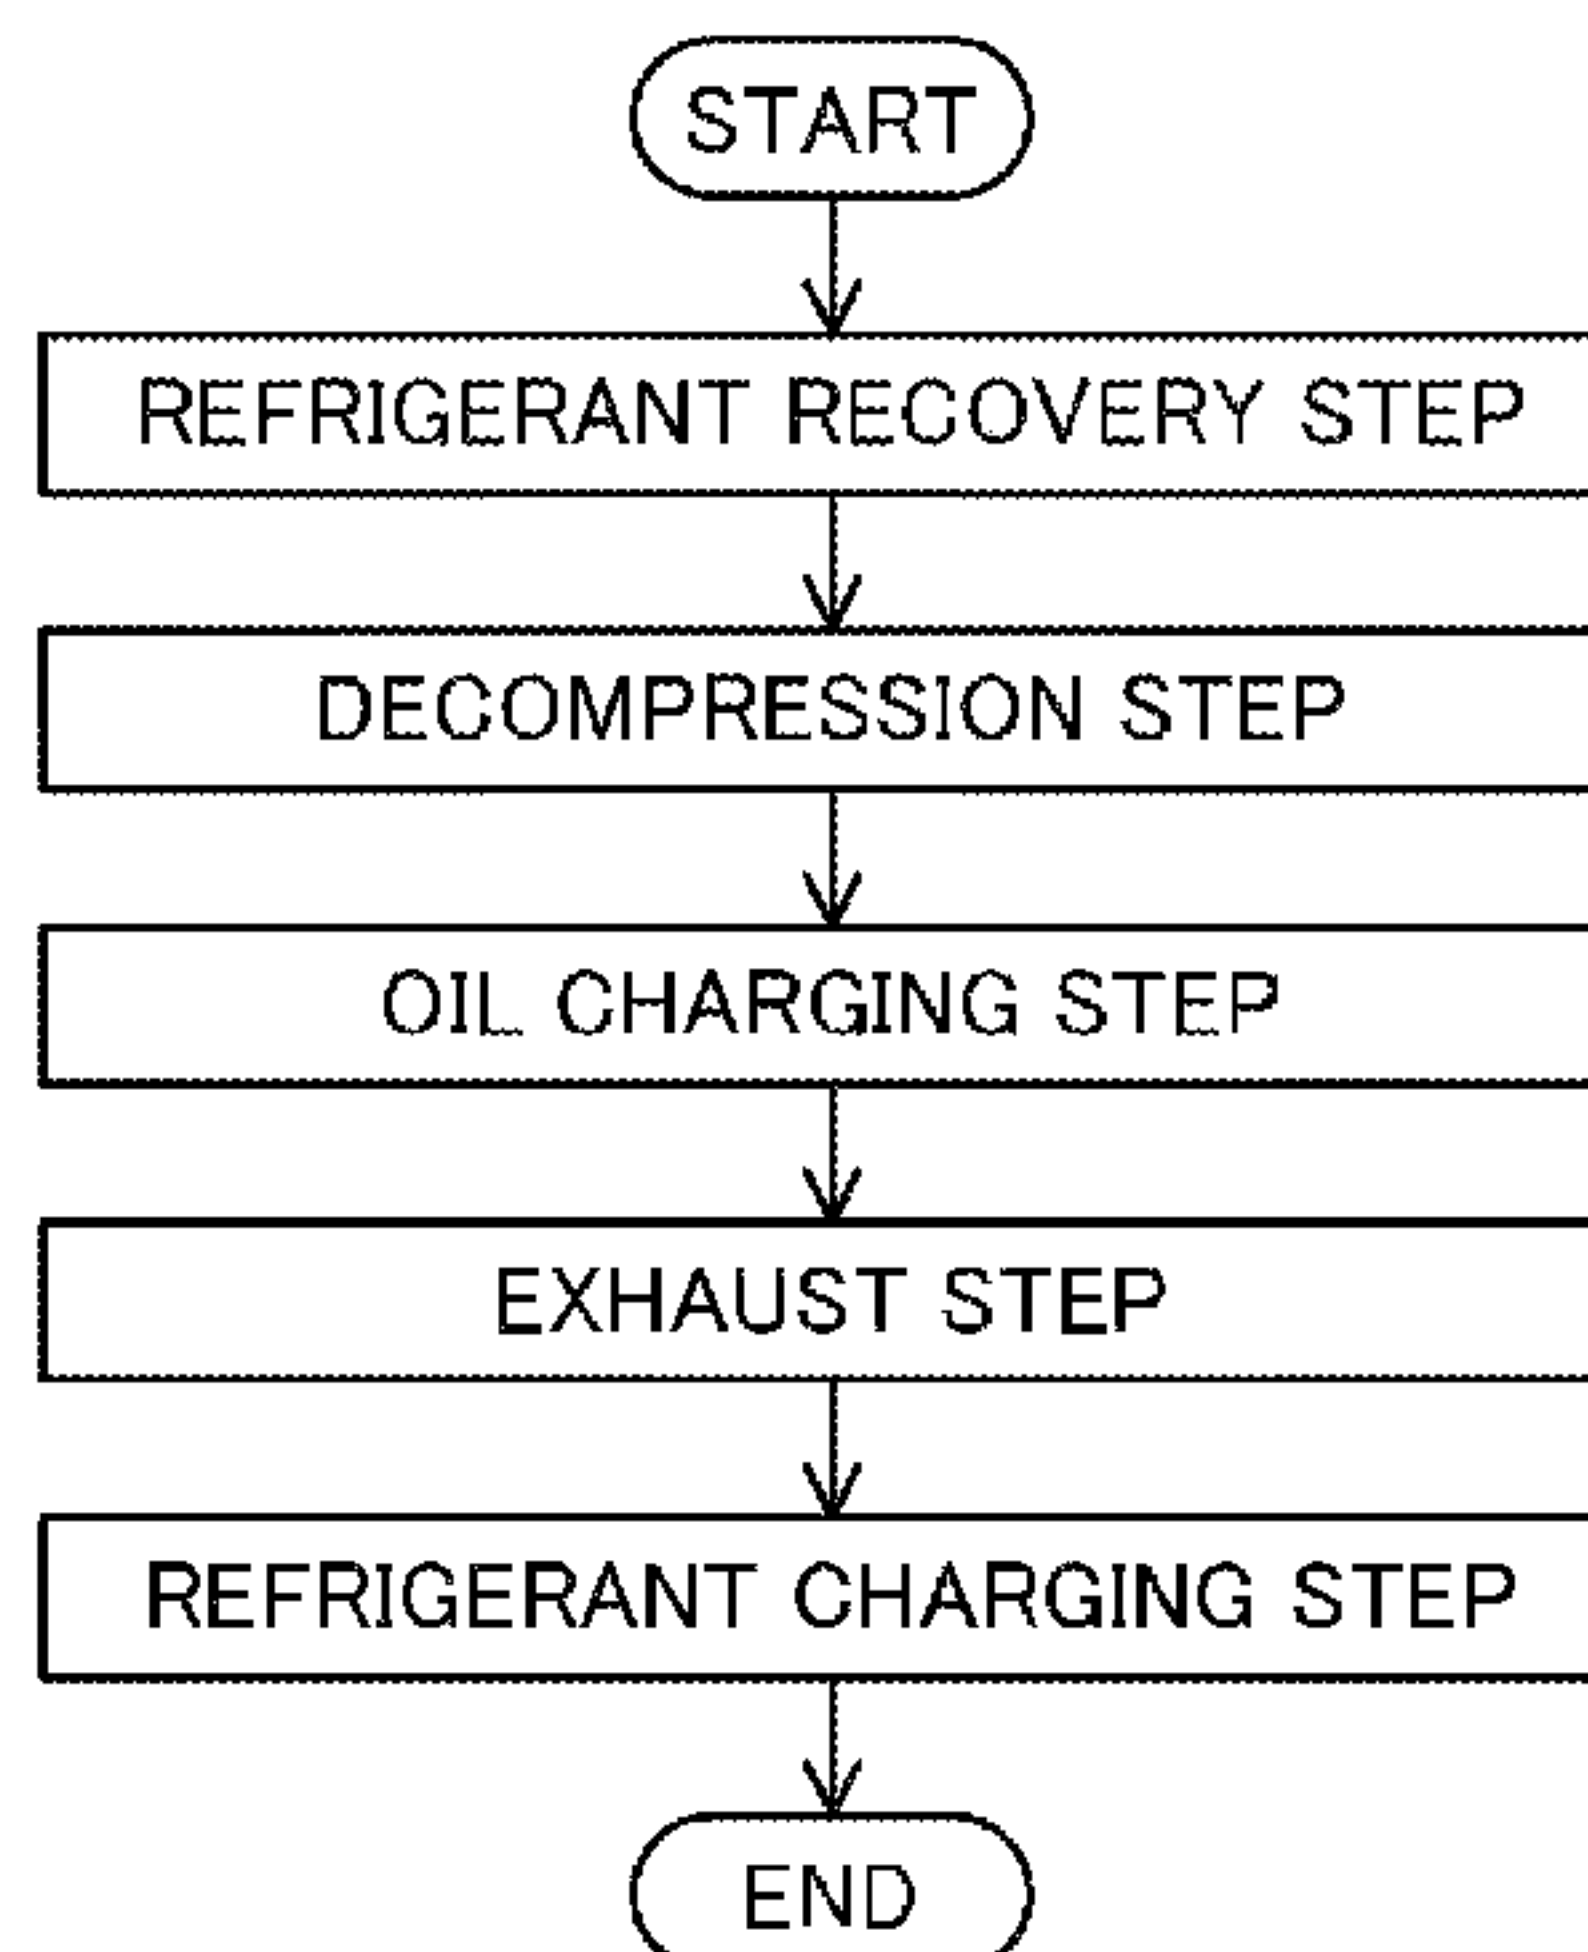 START
REFRIGERANT RECOVERY STEP
DECOMPRESSION STEP
OIL CHARGING STEP
EXHAUST STEP
REFRIGERANT CHARGING STEP
END